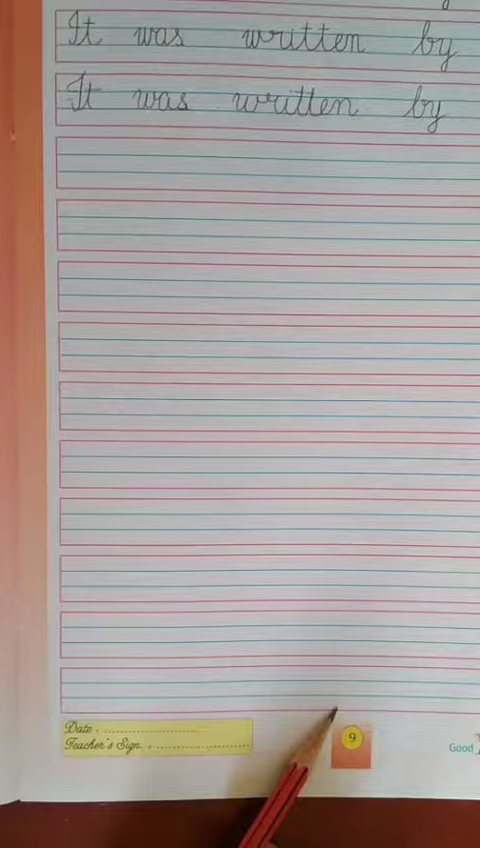 It was written by
It was written by
Date :
Teacher's Sign. :
9
Good